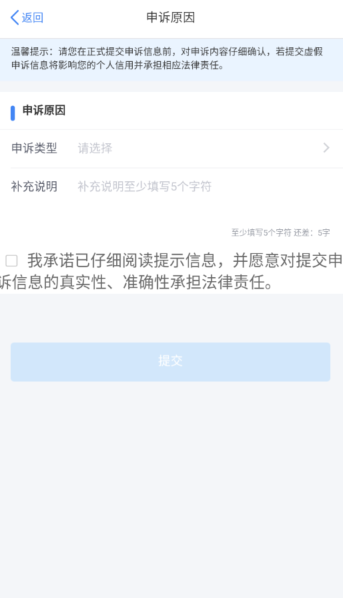 返回
申诉原因
温馨提示：请您在正式提交申诉信息前，对申诉内容仔细确认，若提交虚假
申诉信息将影响您的个人信用并承担相应法律责任。
申诉原因
申诉类型 请选择
补充说明 补充说明至少填写5个字符
至少填写5个字符 还差：5字
我承诺已仔细阅读提示信息，并愿意对提交申
诉信息的真实性、准确性承担法律责任。
提交